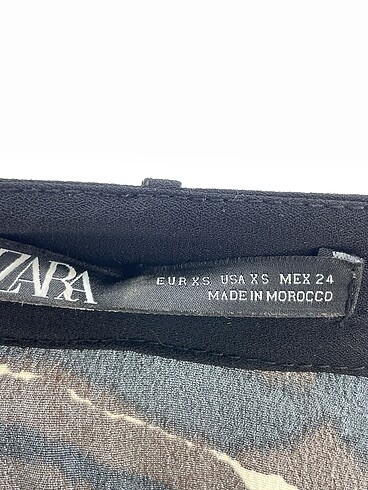 ZARA
EUR XS USA XS MEX 24
MADE IN MOROCCO